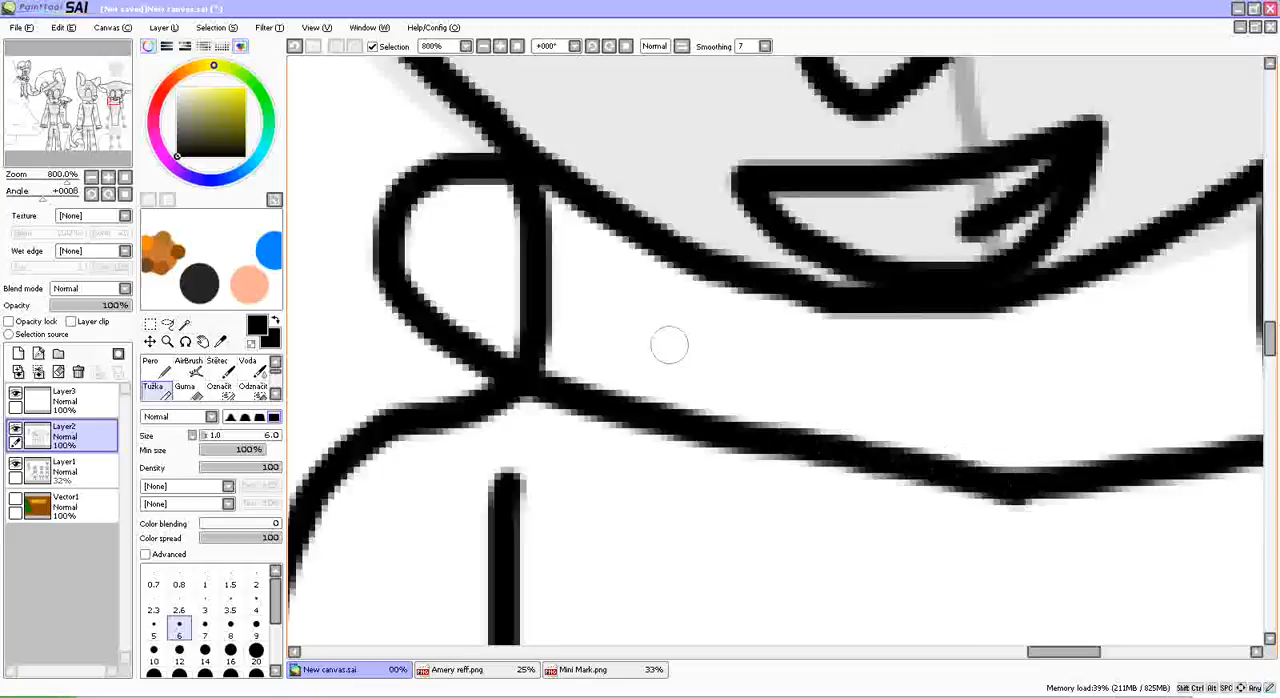 PaintTool SAI [Not saved]New canvas.sai (*)
File (F) Edit (E) Canvas (C) Layer (L) Selection (S) Filter (T) View (V) Window (W) Help/Config (O)
Selection 800% +000° Normal Smoothing 7
Zoom 800.0%
Angle +000θ
Texture [None]
Wet edge [None]
Blend mode Normal
Opacity 100%
Opacity lock Layer clip
Selection source
Layer3
Normal
100%
Layer2
Normal
100%
Layer1
Normal
32%
Vector1
Normal
100%
Pero AirBrush Štětec Voda
Tužka Guma Označit Odznačit
Normal
Size x 1.0 6.0
Min size 100%
Density 100
[None]
[None]
Color blending 0
Color spread 100
Advanced
0.7 0.8 1 1.5 2
2.3 2.6 3 3.5 4
5 6 7 8 9
10 12 14 16 20
New canvas.sai 00% Amery reff.png 25% Mini Mark.png 33%
Memory load:39% (211MB / 825MB) Shift Ctrl Alt SPC Any